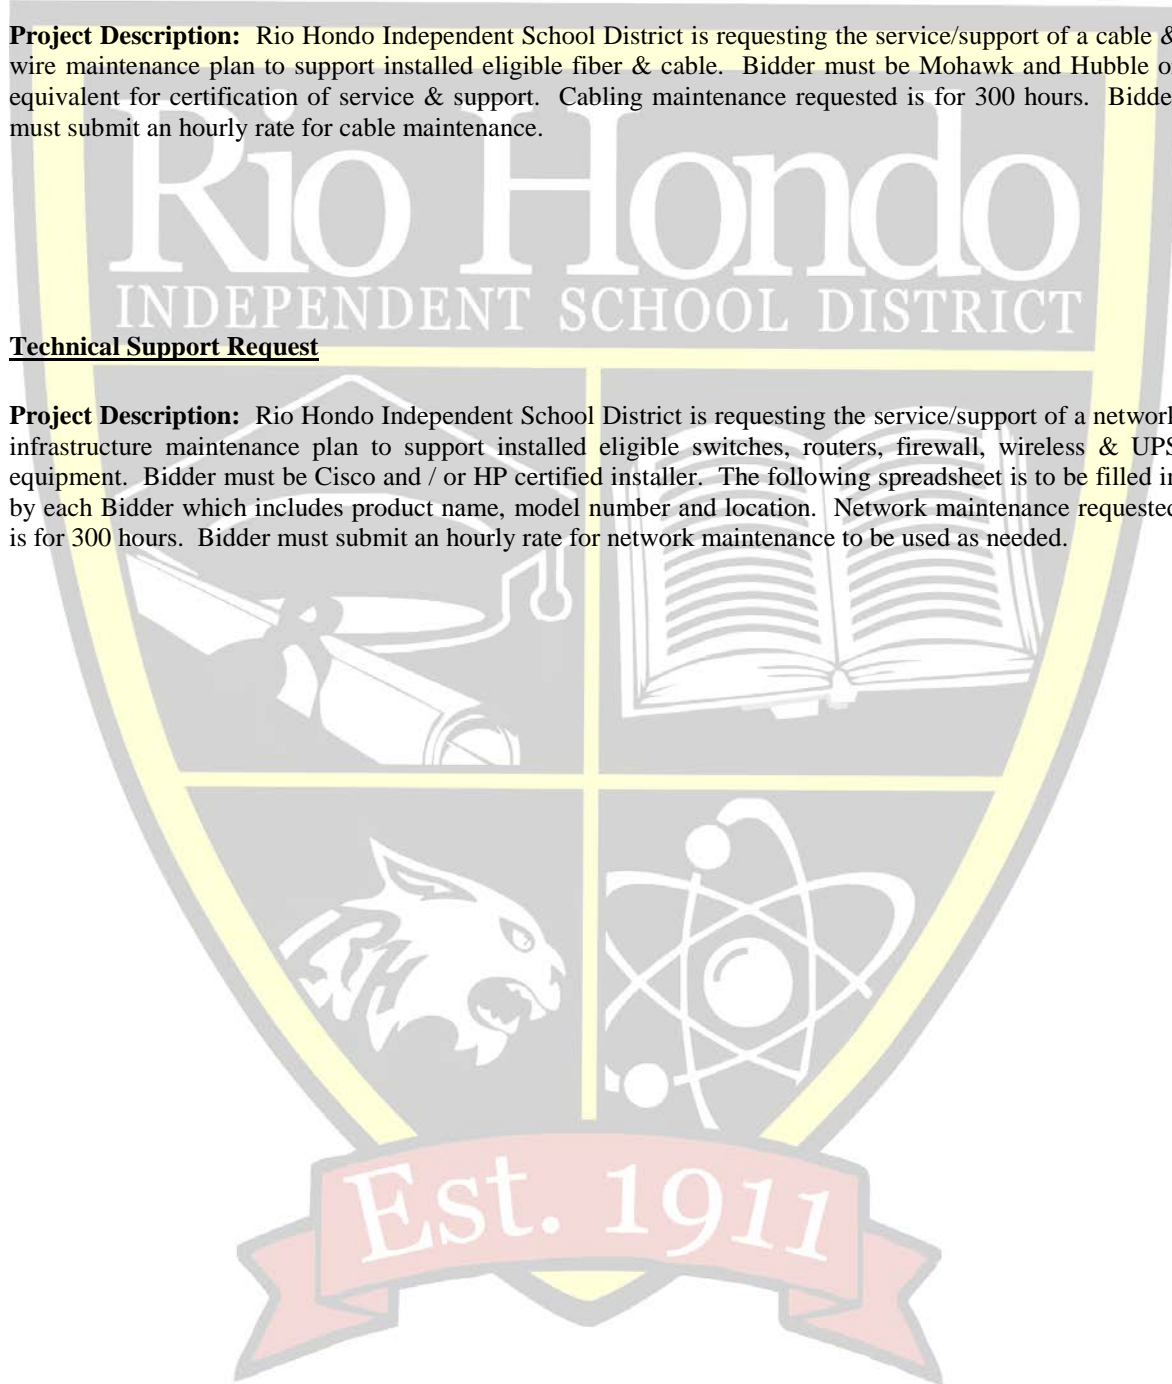 Project Description: Rio Hondo Independent School District is requesting the service/support of a cable &
wire maintenance plan to support installed eligible fiber & cable. Bidder must be Mohawk and Hubble or
equivalent for certification of service & support. Cabling maintenance requested is for 300 hours. Bidder
must submit an hourly rate for cable maintenance.
Rio Hondo
INDEPENDENT SCHOOL DISTRICT
Technical Support Request
Project Description: Rio Hondo Independent School District is requesting the service/support of a network
infrastructure maintenance plan to support installed eligible switches, routers, firewall, wireless & UPS
equipment. Bidder must be Cisco and / or HP certified installer. The following spreadsheet is to be filled in
by each Bidder which includes product name, model number and location. Network maintenance requested
is for 300 hours. Bidder must submit an hourly rate for network maintenance to be used as needed.
RH
Est. 1911